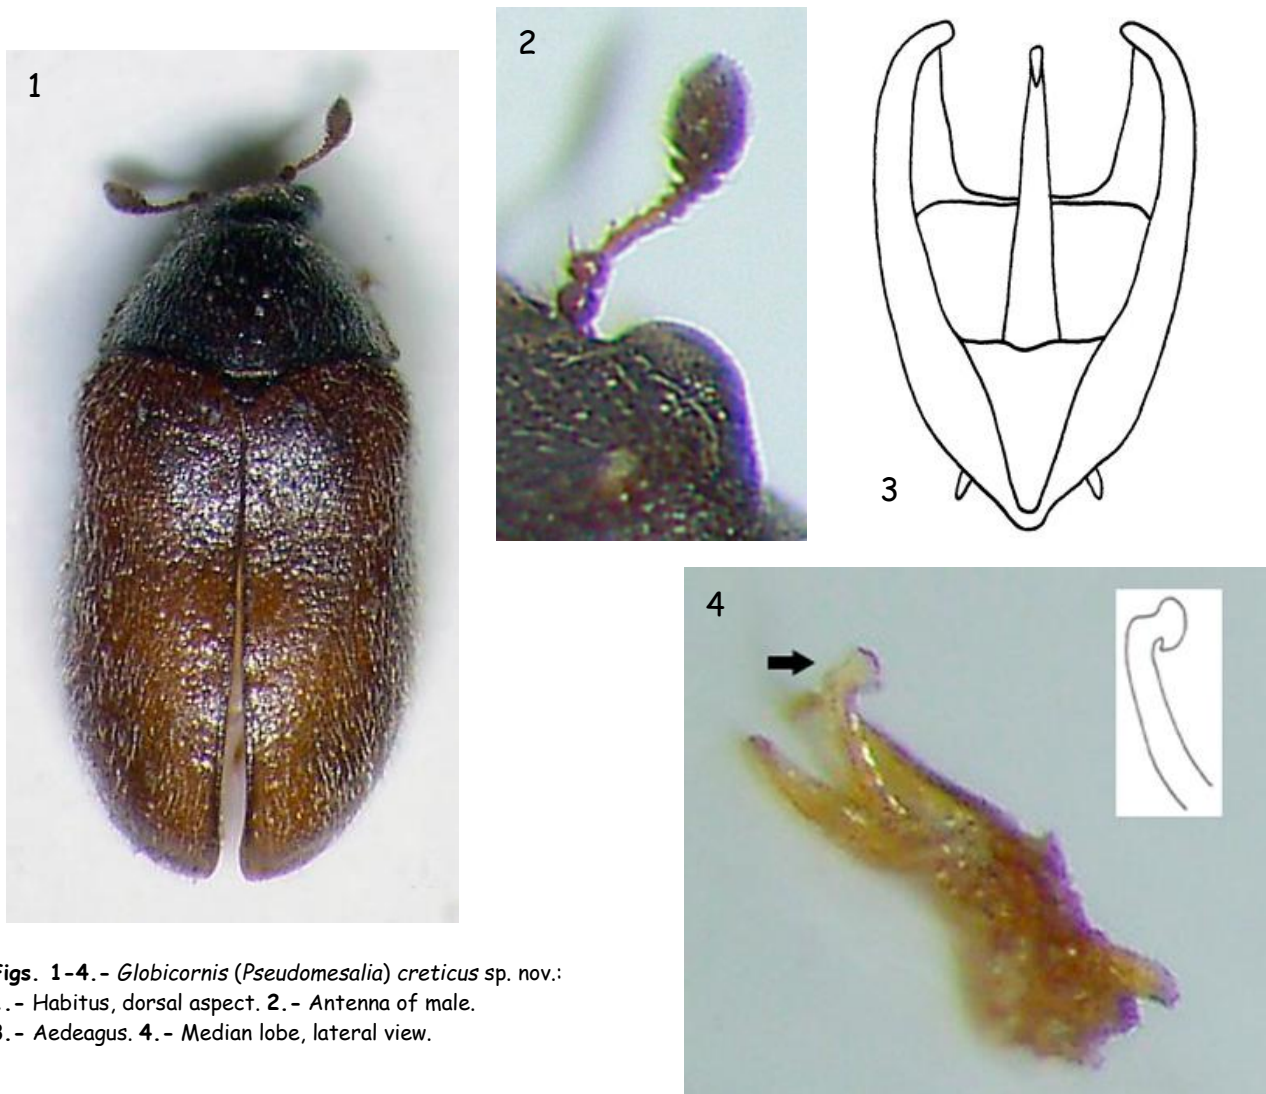 1
2
3
4
igs. 1-4.- Globicornis (Pseudomesalia) creticus sp. nov.:
.- Habitus, dorsal aspect. 2.- Antenna of male.
.- Aedeagus. 4.- Median lobe, lateral view.